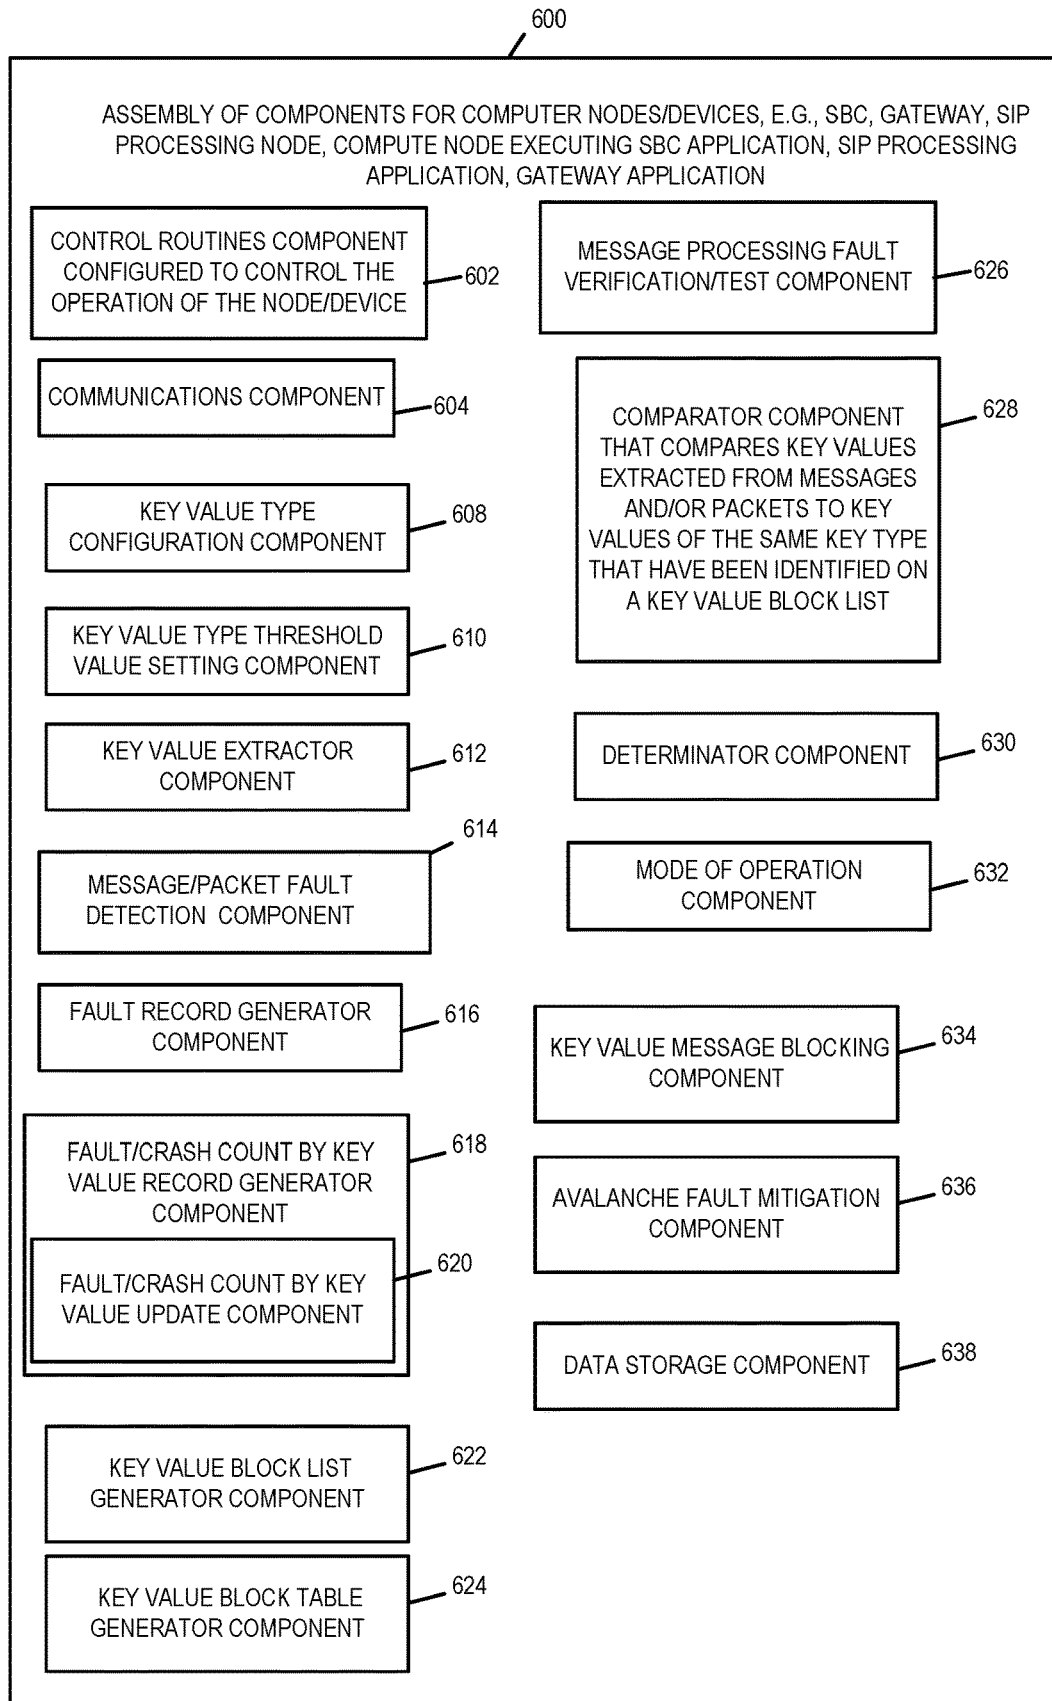 600
ASSEMBLY OF COMPONENTS FOR COMPUTER NODES/DEVICES, E.G., SBC, GATEWAY, SIP
PROCESSING NODE, COMPUTE NODE EXECUTING SBC APPLICATION, SIP PROCESSING
APPLICATION, GATEWAY APPLICATION
CONTROL ROUTINES COMPONENT
CONFIGURED TO CONTROL THE
OPERATION OF THE NODE/DEVICE
602
COMMUNICATIONS COMPONENT
604
KEY VALUE TYPE
CONFIGURATION COMPONENT
608
KEY VALUE TYPE THRESHOLD
VALUE SETTING COMPONENT
610
KEY VALUE EXTRACTOR
COMPONENT
612
614
MESSAGE/PACKET FAULT
DETECTION COMPONENT
FAULT RECORD GENERATOR
COMPONENT
616
FAULT/CRASH COUNT BY KEY
VALUE RECORD GENERATOR
COMPONENT
618
FAULT/CRASH COUNT BY KEY
VALUE UPDATE COMPONENT
620
KEY VALUE BLOCK LIST
GENERATOR COMPONENT
622
KEY VALUE BLOCK TABLE
GENERATOR COMPONENT
624
MESSAGE PROCESSING FAULT
VERIFICATION/TEST COMPONENT
626
COMPARATOR COMPONENT
THAT COMPARES KEY VALUES
EXTRACTED FROM MESSAGES
AND/OR PACKETS TO KEY
VALUES OF THE SAME KEY TYPE
THAT HAVE BEEN IDENTIFIED ON
A KEY VALUE BLOCK LIST
628
DETERMINATOR COMPONENT
630
MODE OF OPERATION
COMPONENT
632
KEY VALUE MESSAGE BLOCKING
COMPONENT
634
AVALANCHE FAULT MITIGATION
COMPONENT
636
DATA STORAGE COMPONENT
638